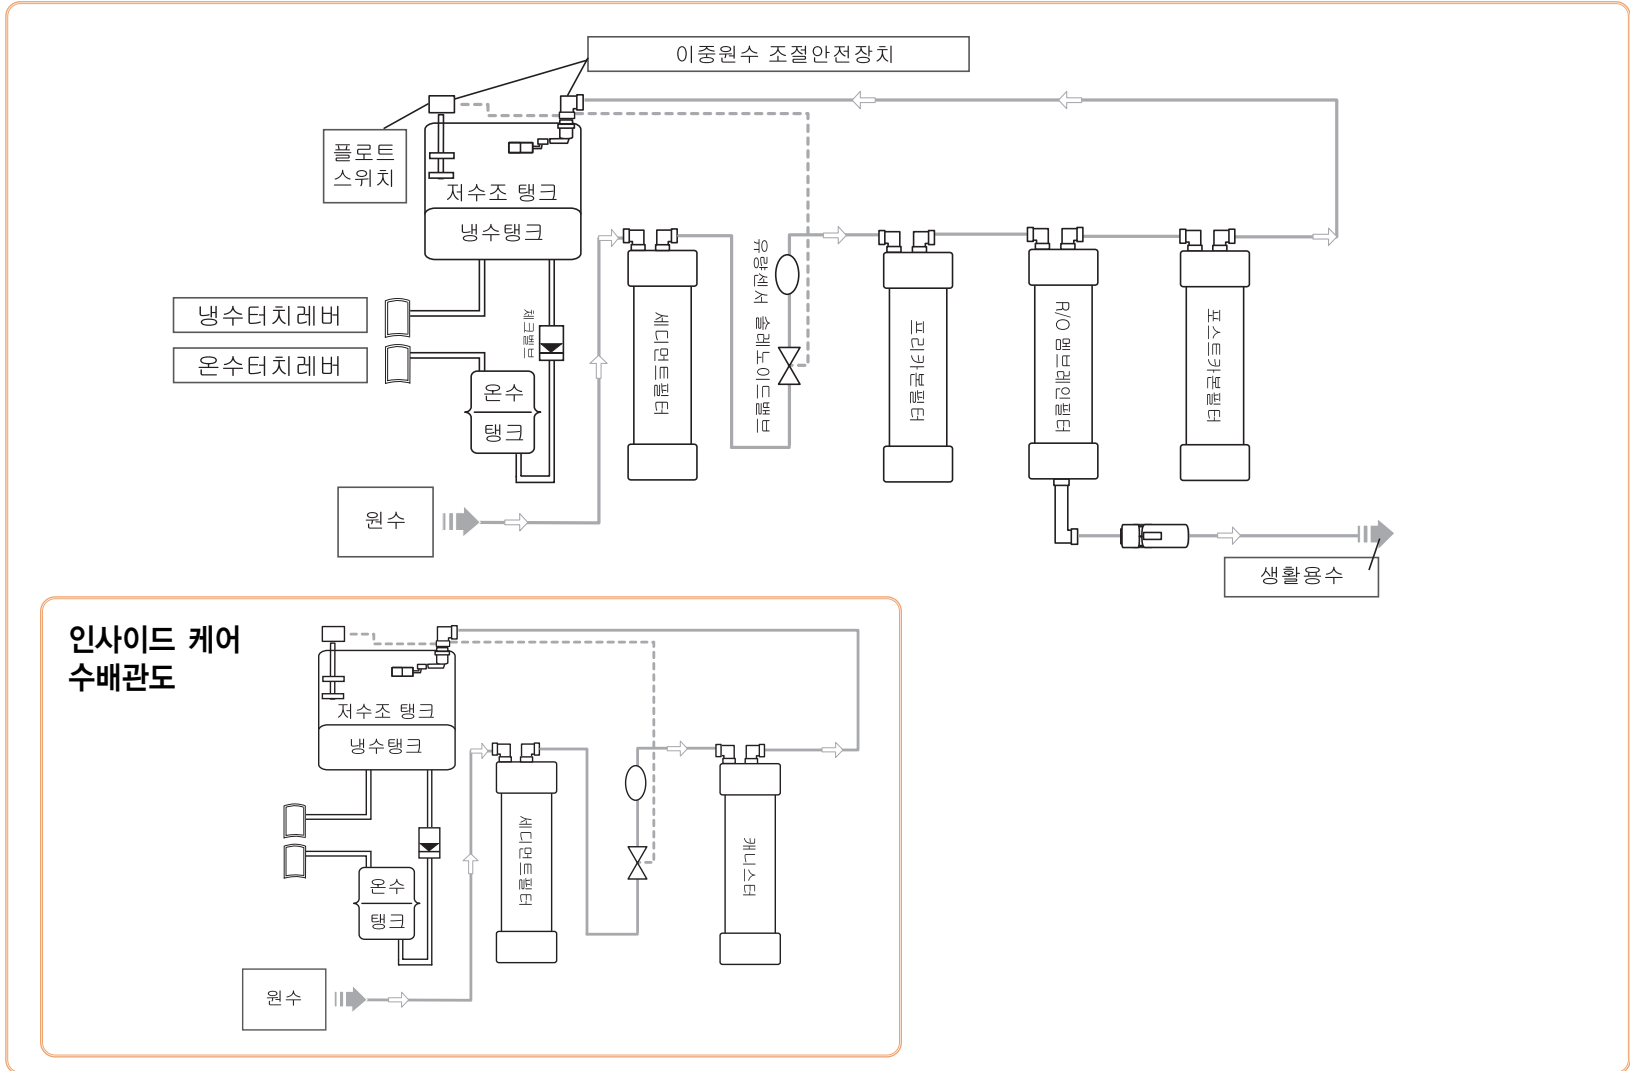 이중원수 조절안전장치
플로트
스위치
저수조 탱크
냉수탱크
냉수터치레버
온수터치레버
체크밸브
온수
탱크
원수
세디먼트필터
유량센서
솔레노이드밸브
프리카본필터
R/O 멤브레인필터
포스트카본필터
생활용수
인사이드 케어
수배관도
저수조 탱크
냉수탱크
온수
탱크
원수
세디먼트필터
캐니스터